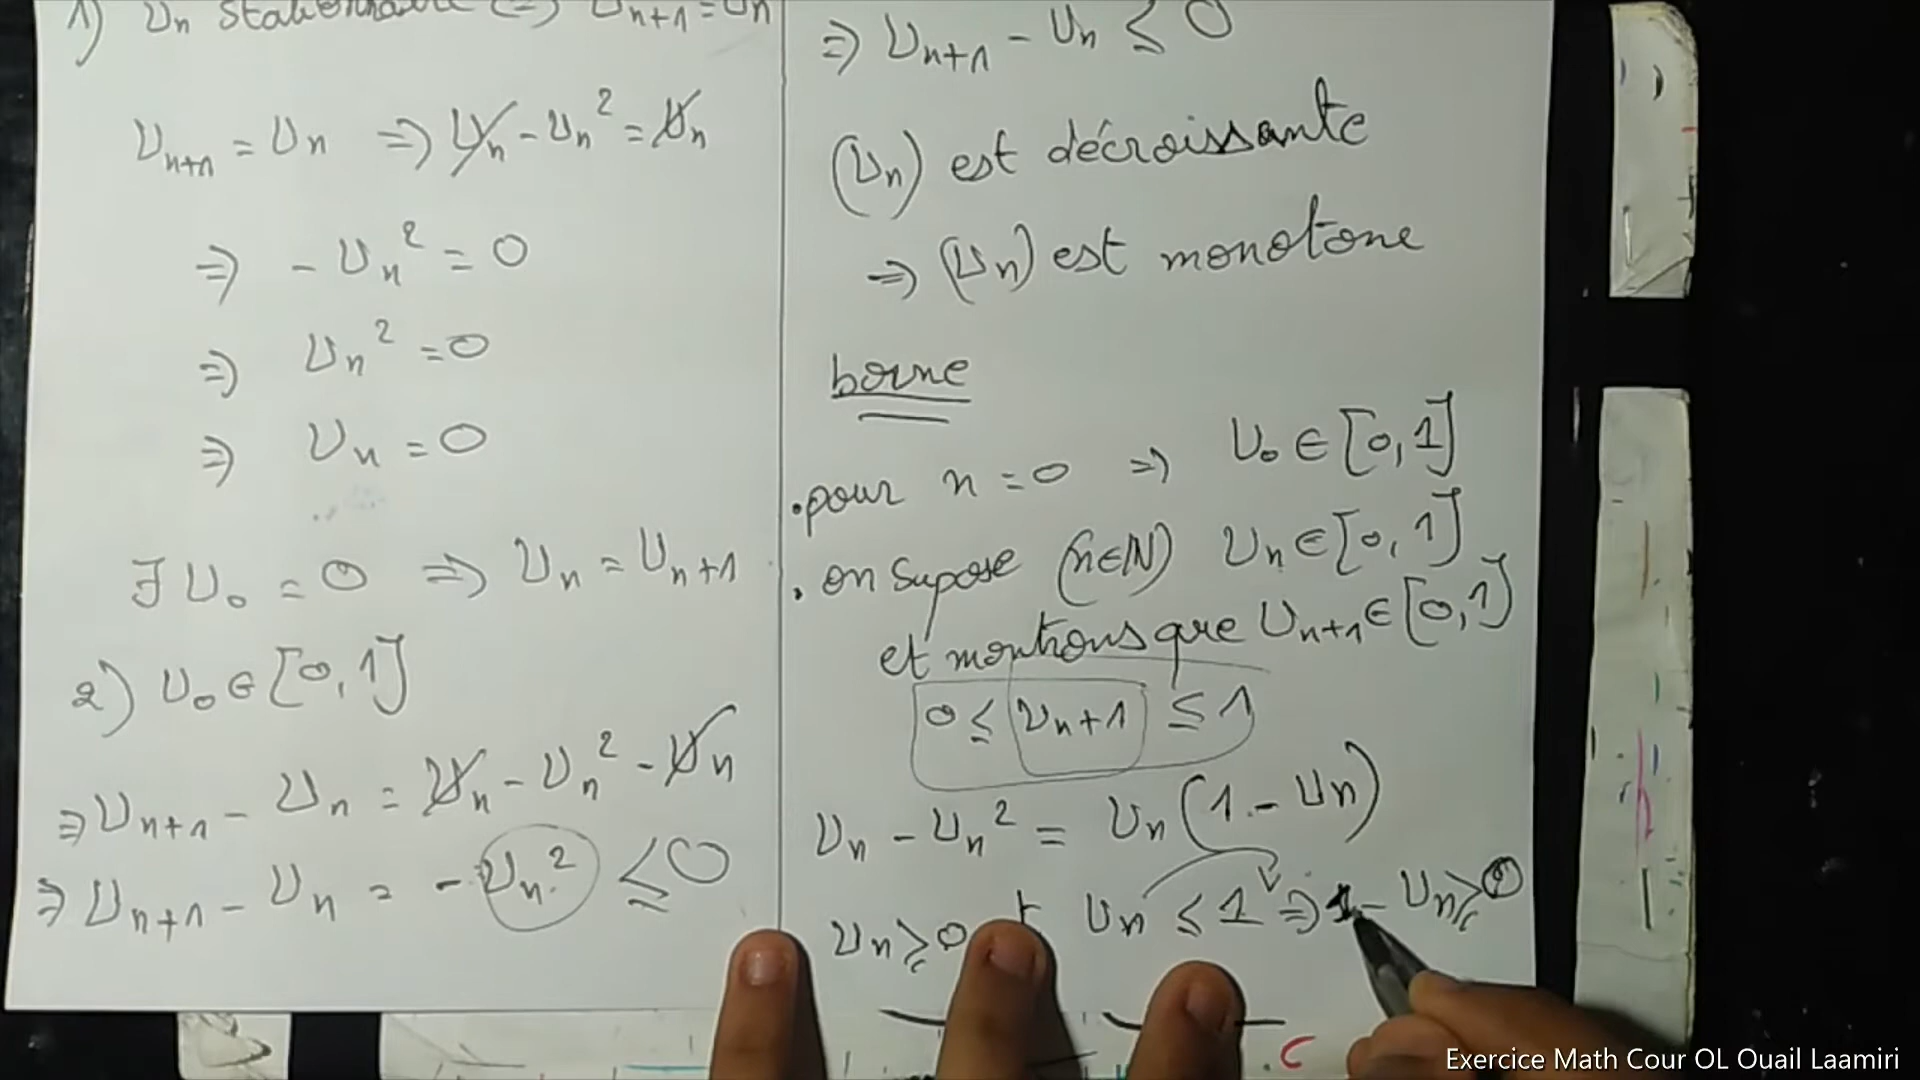 1) Un stationnaire (=) Un+1 = Un
Un+1 = Un => Un - Un² = Un
=> - Un² = 0
=> Un² = 0
=> Un = 0
∃ U0 = 0 => Un = Un+1
2) U0 ∈ [0,1]
=> Un+1 - Un = Un - Un² - Un
=> Un+1 - Un = - Un² ≤ 0
=> Un+1 - Un ≤ 0
(Un) est décroissante
=> (Un) est monotone
borne
. pour n = 0 => U0 ∈ [0,1]
. on supose (n∈N) Un ∈ [0,1]
et montrons que Un+1 ∈ [0,1]
0 ≤ Un+1 ≤ 1
Un - Un² = Un (1 - Un)
Un ≥ 0 Un ≤ 1 => 1 - Un ≥ 0
Exercice Math Cour OL Ouail Laamiri